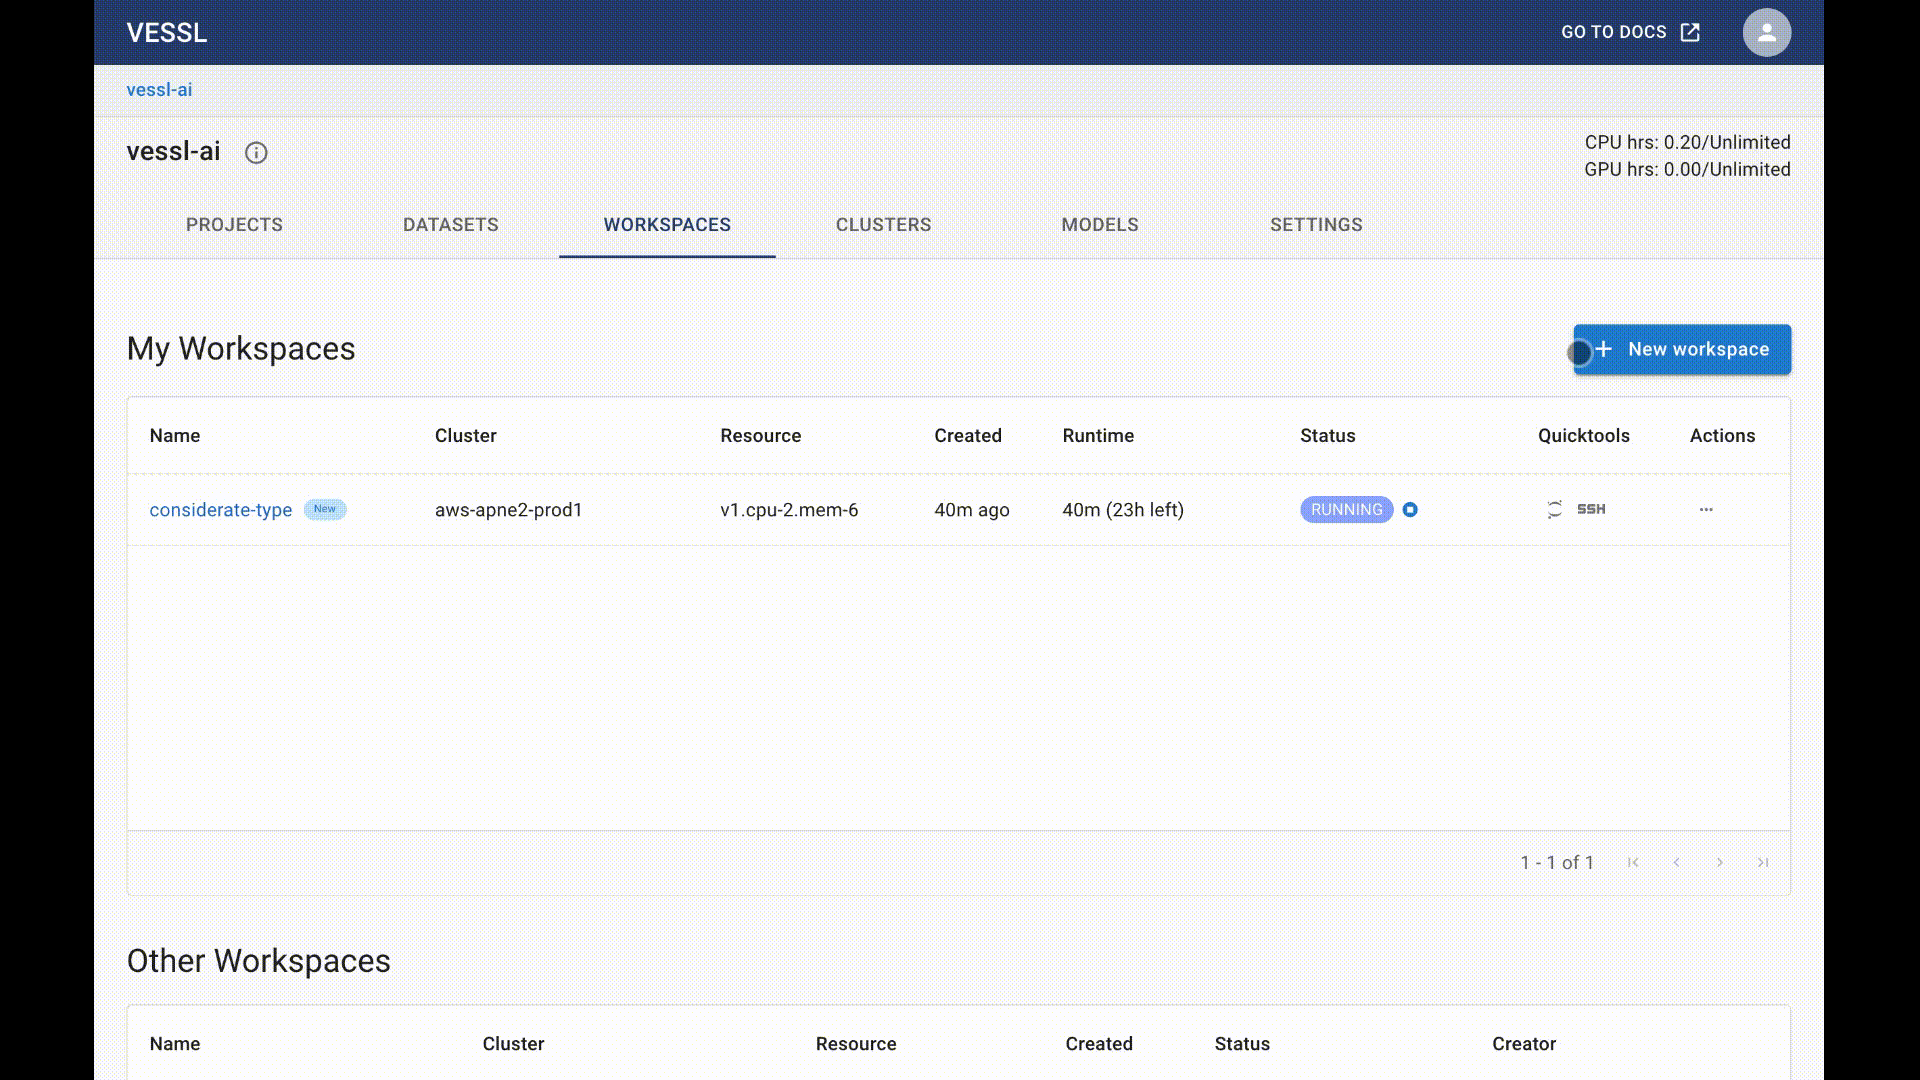 VESSL
GO TO DOCS
vessl-ai
vessl-ai
CPU hrs: 0.20/Unlimited
GPU hrs: 0.00/Unlimited
PROJECTS DATASETS WORKSPACES CLUSTERS MODELS SETTINGS
My Workspaces
+ New workspace
Name Cluster Resource Created Runtime Status Quicktools Actions
considerate-type New aws-apne2-prod1 v1.cpu-2.mem-6 40m ago 40m (23h left) RUNNING SSH ···
1 - 1 of 1
Other Workspaces
Name Cluster Resource Created Status Creator